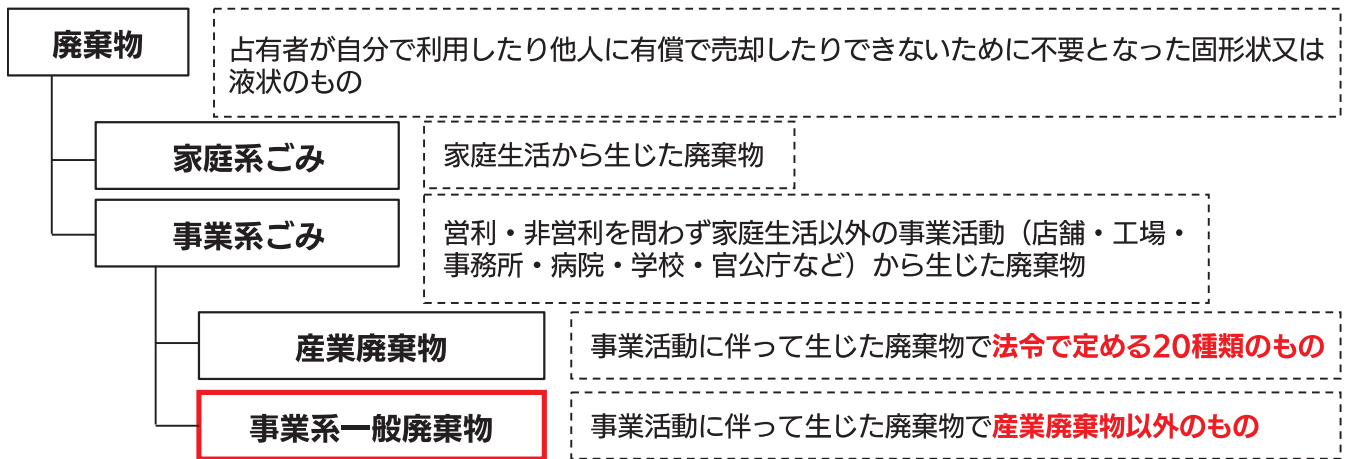 廃棄物
占有者が自分で利用したり他人に有償で売却したりできないために不要となった固形状又は
液状のもの
家庭系ごみ
家庭生活から生じた廃棄物
事業系ごみ
営利・非営利を問わず家庭生活以外の事業活動（店舗・工場・
事務所・病院・学校・官公庁など）から生じた廃棄物
産業廃棄物
事業活動に伴って生じた廃棄物で法令で定める20種類のもの
事業系一般廃棄物
事業活動に伴って生じた廃棄物で産業廃棄物以外のもの